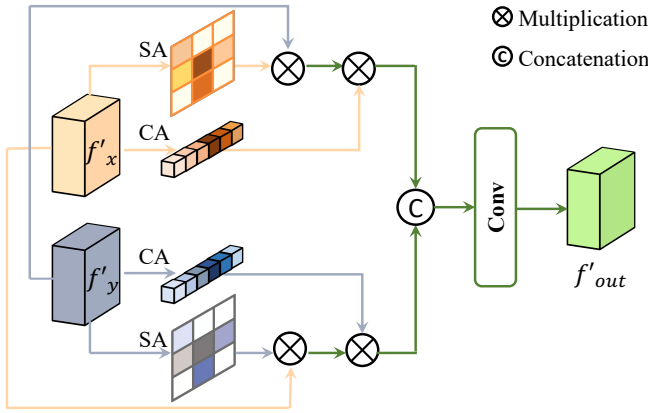 Multiplication
C Concatenation
SA
CA
f'x
C
Conv
f'out
CA
f'y
SA